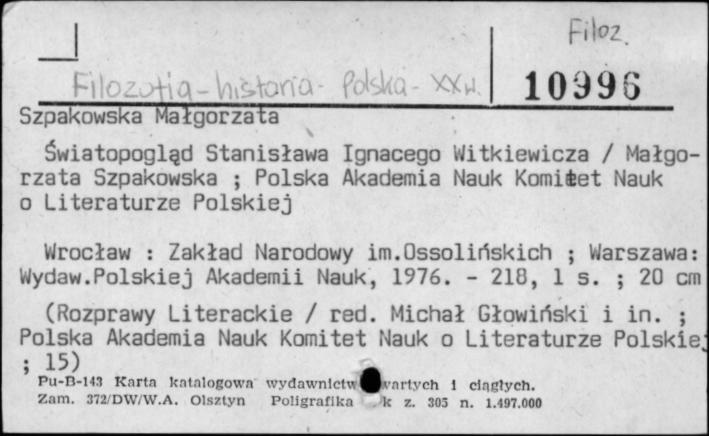 Filoz.
Filozofia - historia - Polska - XXw.
10996
Szpakowska Małgorzata
Światopogląd Stanisława Ignacego Witkiewicza / Małgo-
rzata Szpakowska ; Polska Akademia Nauk Komitet Nauk
o Literaturze Polskiej
Wrocław : Zakład Narodowy im.Ossolińskich ; Warszawa:
Wydaw.Polskiej Akademii Nauk, 1976. - 218, 1 s. ; 20 cm
(Rozprawy Literackie / red. Michał Głowiński i in. ;
Polska Akademia Nauk Komitet Nauk o Literaturze Polskiej
; 15)
Pu-B-143 Karta katalogowa wydawnictw wartych i ciągłych.
Zam. 372/DW/W.A. Olsztyn Poligrafika k z. 305 n. 1.497.000